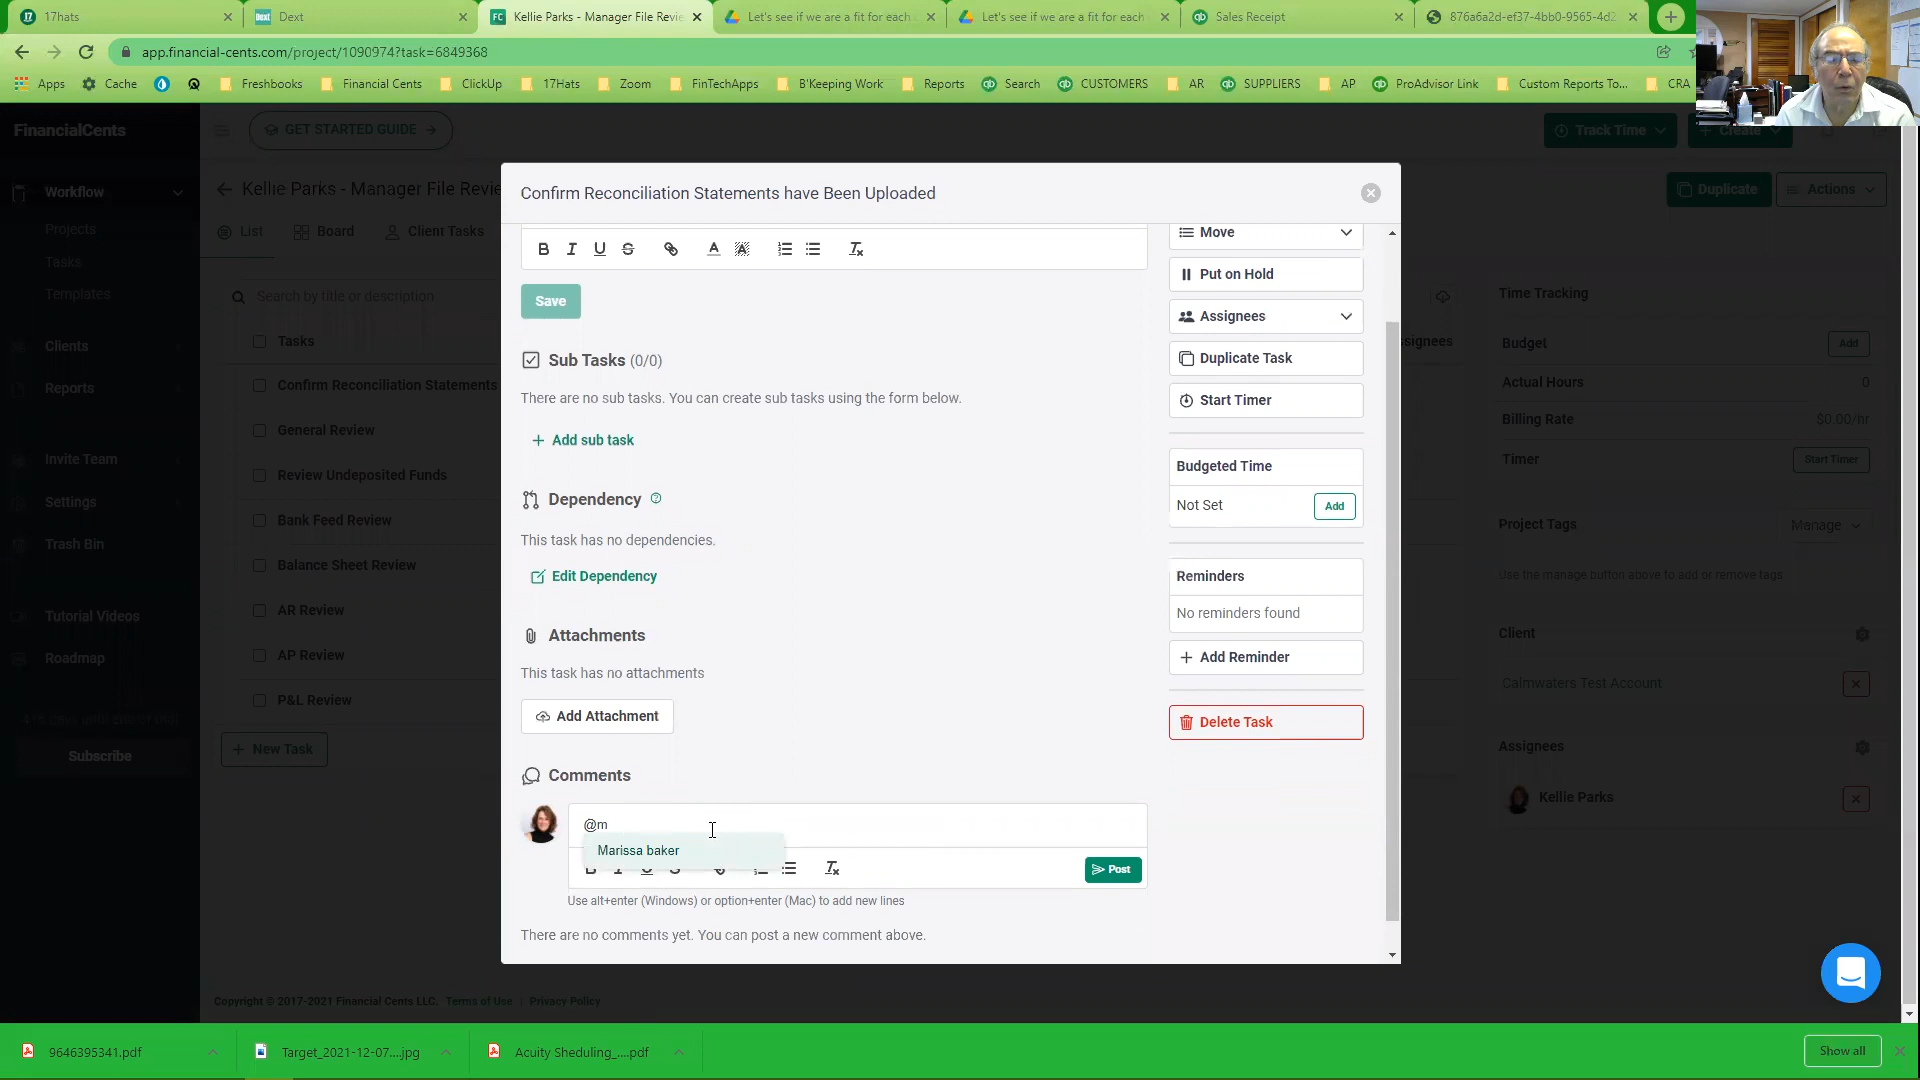 17hats
Dext
Kellie Parks - Manager File Revie
Let's see if we are a fit for each
Let's see if we are a fit for each
Sales Receipt
876a6a2d-ef37-4bb0-9565-4d2
app.financial-cents.com/project/1090974?task=6849368
Apps
Cache
Freshbooks
Financial Cents
ClickUp
17Hats
Zoom
FinTechApps
B'Keeping Work
Reports
Search
CUSTOMERS
AR
SUPPLIERS
AP
ProAdvisor Link
Custom Reports To...
CRA
FinancialCents
GET STARTED GUIDE
Track Time
+ Create
Workflow
Projects
Tasks
Templates
Clients
Reports
Invite Team
Settings
Trash Bin
Tutorial Videos
Roadmap
Subscribe
Kellie Parks - Manager File Revie
Duplicate
Actions
List
Board
Client Tasks
Search by title or description
Tasks
Confirm Reconciliation Statements
General Review
Review Undeposited Funds
Bank Feed Review
Balance Sheet Review
AR Review
AP Review
P&L Review
+ New Task
Confirm Reconciliation Statements have Been Uploaded
B I U S A
Save
Sub Tasks (0/0)
There are no sub tasks. You can create sub tasks using the form below.
+ Add sub task
Dependency
This task has no dependencies.
Edit Dependency
Attachments
This task has no attachments
Add Attachment
Comments
@m
Marissa baker
Post
Use alt+enter (Windows) or option+enter (Mac) to add new lines
There are no comments yet. You can post a new comment above.
Move
Put on Hold
Assignees
Duplicate Task
Start Timer
Budgeted Time
Not Set
Add
Reminders
No reminders found
+ Add Reminder
Delete Task
signees
Time Tracking
Budget
Add
Actual Hours
0
Billing Rate
$0.00/hr
Timer
Start Timer
Project Tags
Manage
Use the manage button above to add or remove tags
Client
Calmwaters Test Account
Assignees
Kellie Parks
Copyright © 2017-2021 Financial Cents LLC. Terms of Use | Privacy Policy
9646395341.pdf
Target_2021-12-07....jpg
Acuity Sheduling_....pdf
Show all